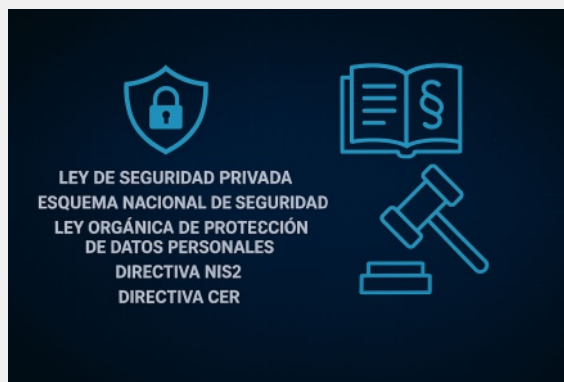 LEY DE SEGURIDAD PRIVADA
ESQUEMA NACIONAL DE SEGURIDAD
LEY ORGÁNICA DE PROTECCIÓN
DE DATOS PERSONALES
DIRECTIVA NIS2
DIRECTIVA CER
§